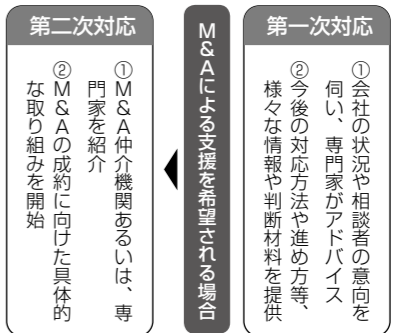 第一次対応
①会社の状況や相談者の意向を
伺い、専門家がアドバイス
②今後の対応方法や進め方等、
様々な情報や判断材料を提供
M&Aによる支援を希望される場合
第二次対応
①M&A仲介機関あるいは、専
門家を紹介
②M&Aの成約に向けた具体的
な取り組みを開始